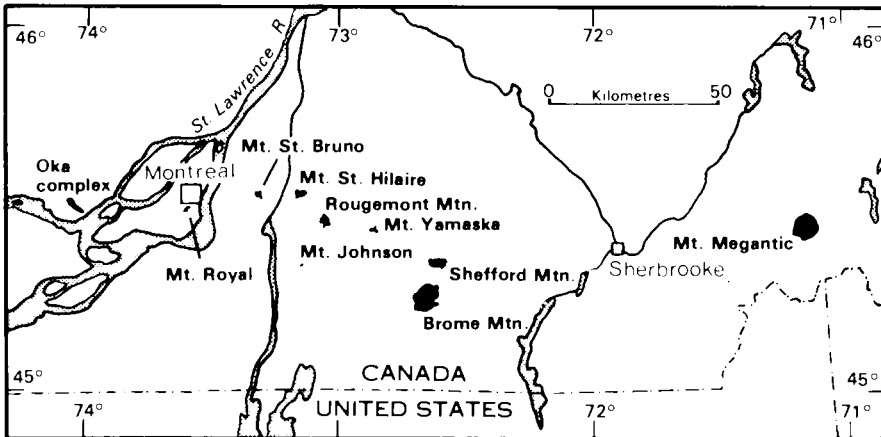 46°
74°
73°
72°
71°
46°
St. Lawrence R
0 Kilometres 50
Mt. St. Bruno
Oka
complex
Montreal
Mt. St. Hilaire
Rougemont Mtn.
Mt. Yamaska
Mt. Megantic
Mt. Royal
Mt. Johnson
Shefford Mtn.
Sherbrooke
Brome Mtn.
45°
CANADA
45°
UNITED STATES
74°
72°
71°